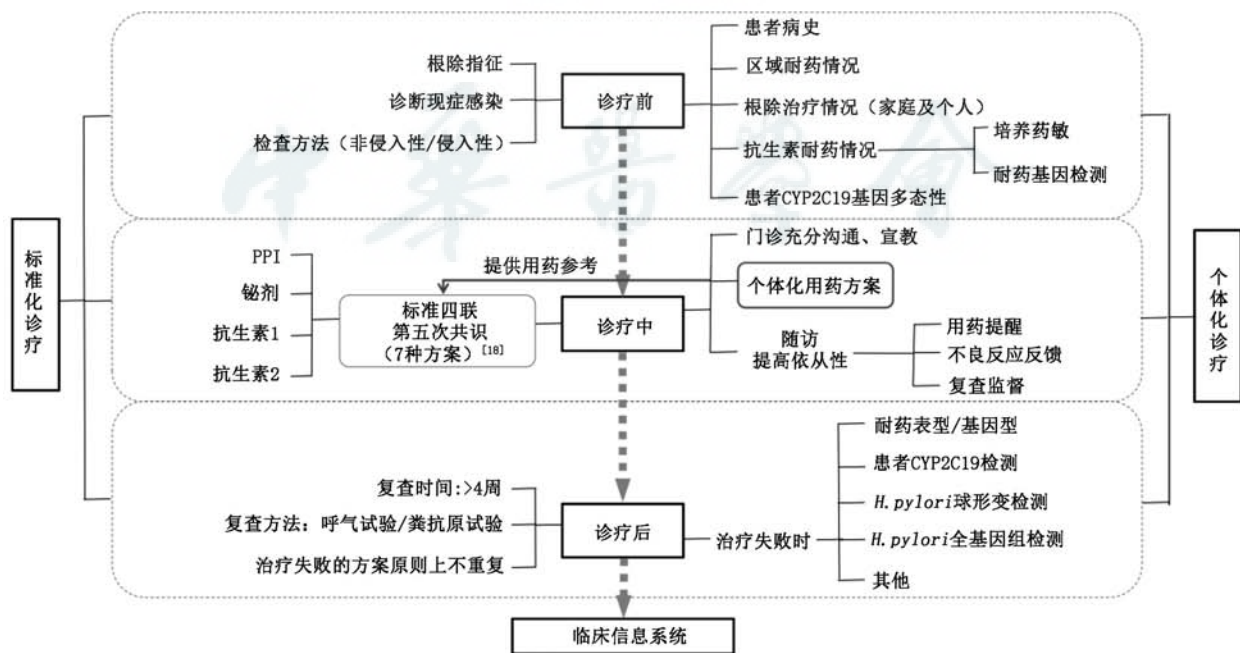 标准化诊疗
根除指征
诊断现症感染
检查方法（非侵入性/侵入性）
诊疗前
患者病史
区域耐药情况
根除治疗情况（家庭及个人）
抗生素耐药情况
培养药敏
耐药基因检测
患者CYP2C19基因多态性
PPI
铋剂
抗生素1
抗生素2
标准四联
第五次共识
（7种方案）[18]
提供用药参考
诊疗中
门诊充分沟通、宣教
个体化用药方案
随访
提高依从性
用药提醒
不良反应反馈
复查监督
复查时间:>4周
复查方法：呼气试验/粪抗原试验
治疗失败的方案原则上不重复
诊疗后
治疗失败时
耐药表型/基因型
患者CYP2C19检测
H.pylori球形变检测
H.pylori全基因组检测
其他
临床信息系统
个体化诊疗
中华醫学會